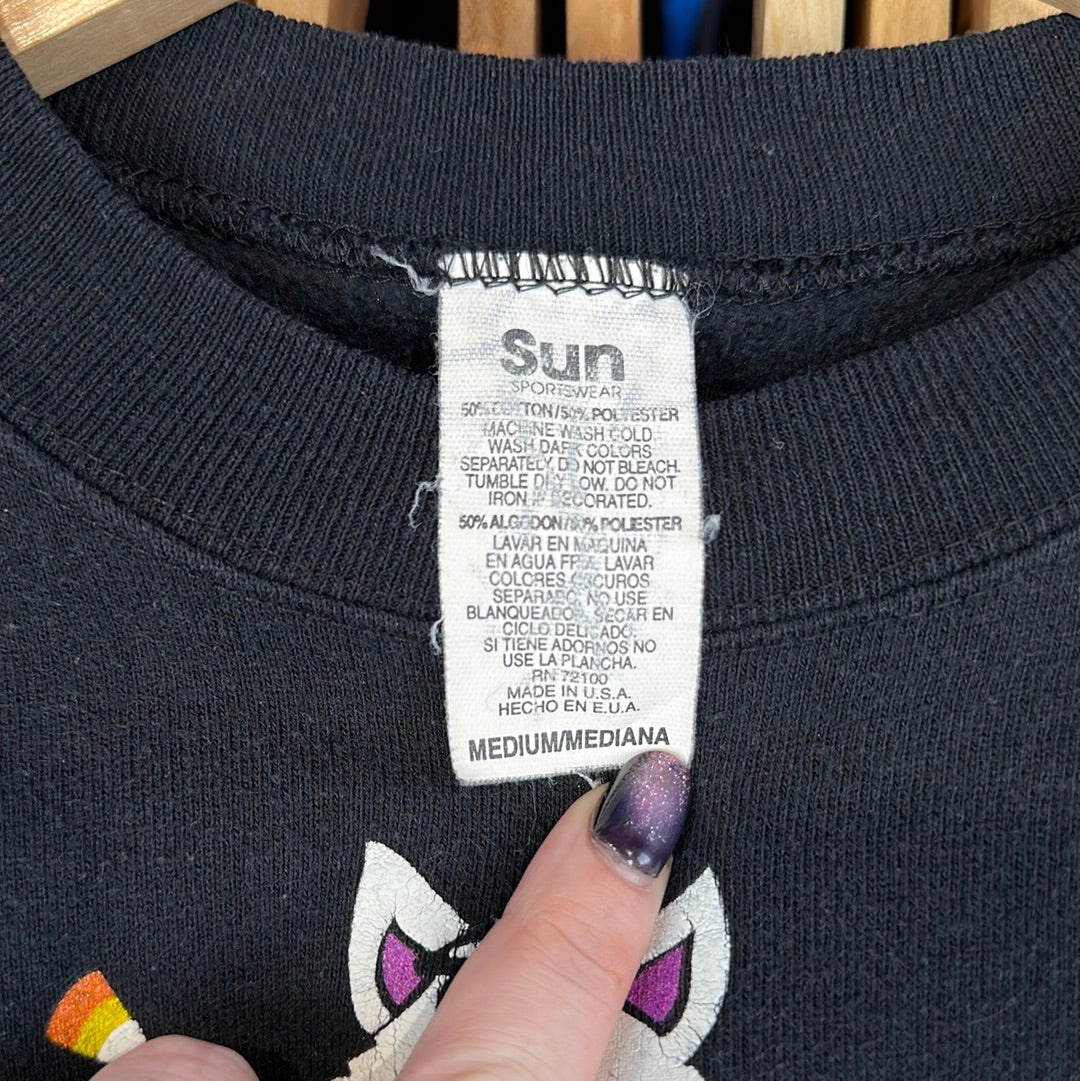 Sun
SPORTSWEAR
50% COTTON/50% POLYESTER
MACHINE WASH COLD.
WASH DARK COLORS
SEPARATELY. DO NOT BLEACH.
TUMBLE DRY LOW. DO NOT
IRON IF DECORATED.
50% ALGODON/50% POLIESTER
LAVAR EN MAQUINA
EN AGUA FRIA. LAVAR
COLORES OSCUROS
SEPARADO. NO USE
BLANQUEADOR. SECAR EN
CICLO DELICADO.
SI TIENE ADORNOS NO
USE LA PLANCHA.
RN 72100
MADE IN U.S.A.
HECHO EN E.U.A.
MEDIUM/MEDIANA